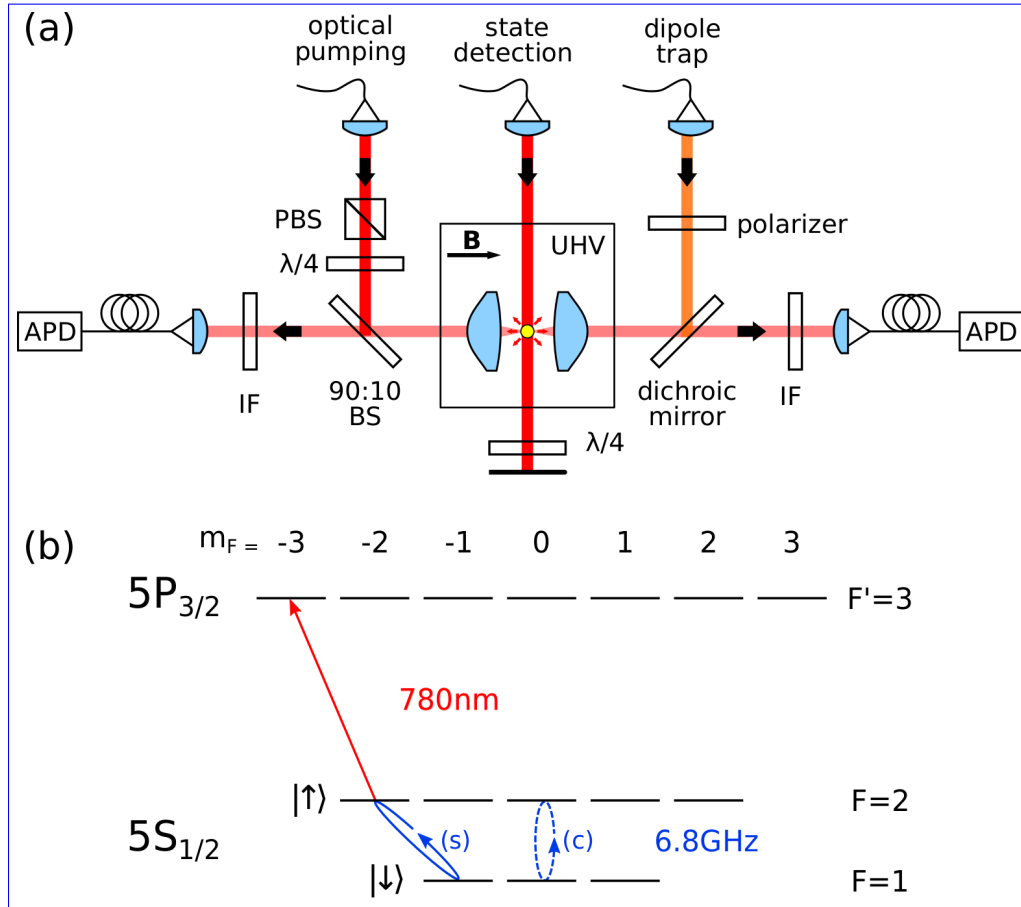 (a)
optical
pumping
state
detection
dipole
trap
PBS
λ/4
B
UHV
polarizer
APD
IF
90:10
BS
λ/4
dichroic
mirror
IF
APD
(b)
m_F = -3 -2 -1 0 1 2 3
5P3/2
F'=3
780nm
|↑⟩
F=2
5S1/2
(s)
(c)
6.8GHz
|↓⟩
F=1